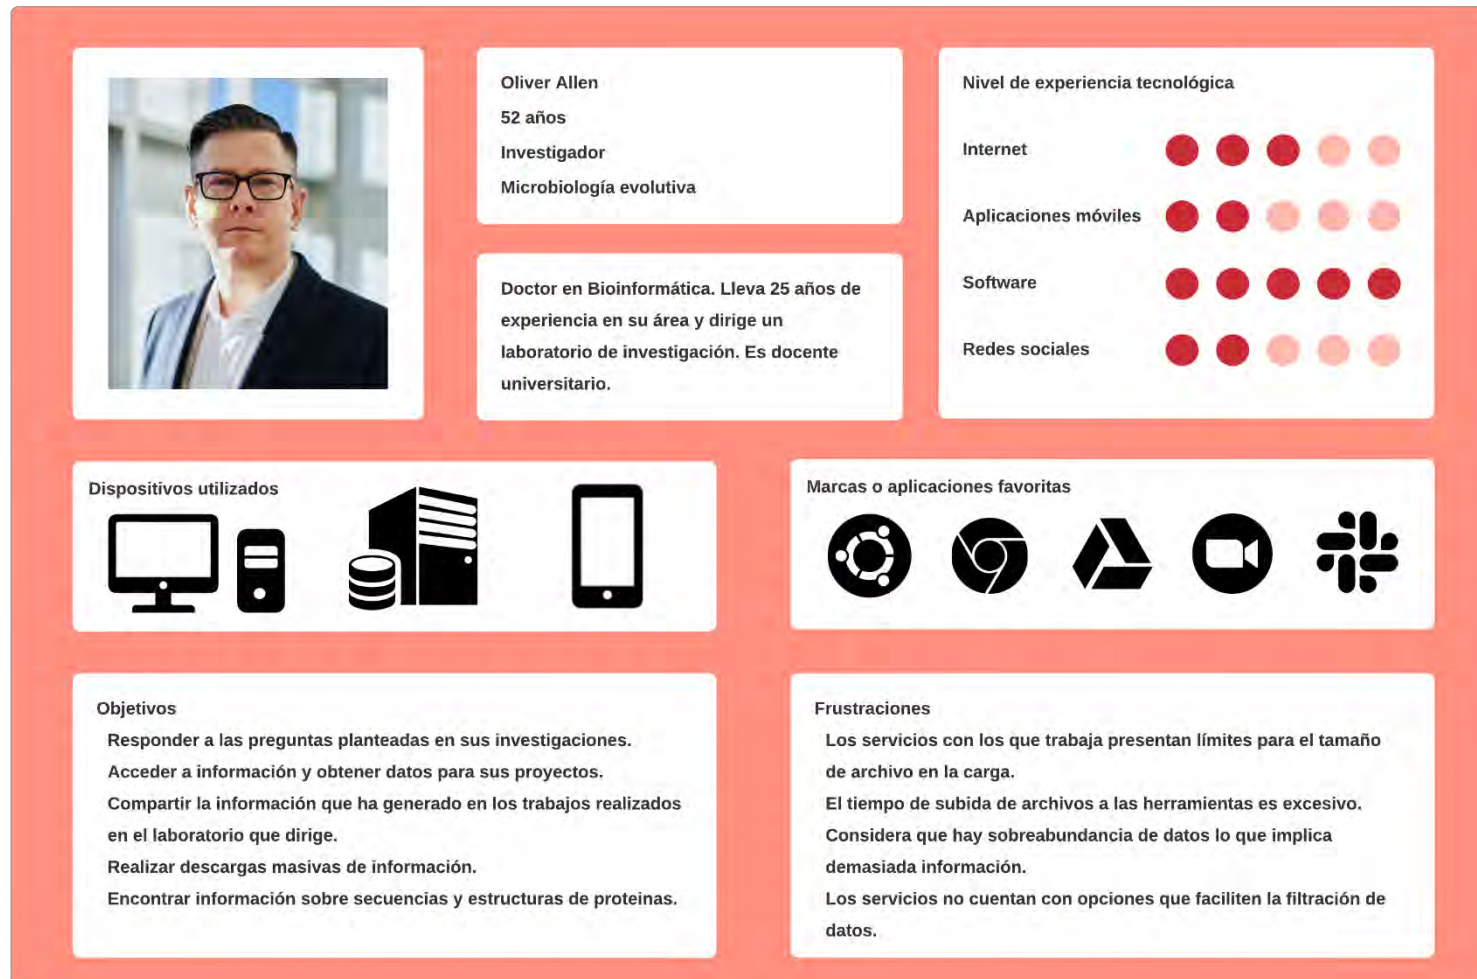 Oliver Allen
52 años
Investigador
Microbiología evolutiva
Doctor en Bioinformática. Lleva 25 años de
experiencia en su área y dirige un
laboratorio de investigación. Es docente
universitario.
Nivel de experiencia tecnológica
Internet
Aplicaciones móviles
Software
Redes sociales
Dispositivos utilizados
Marcas o aplicaciones favoritas
Objetivos
Responder a las preguntas planteadas en sus investigaciones.
Acceder a información y obtener datos para sus proyectos.
Compartir la información que ha generado en los trabajos realizados
en el laboratorio que dirige.
Realizar descargas masivas de información.
Encontrar información sobre secuencias y estructuras de proteinas.
Frustraciones
Los servicios con los que trabaja presentan límites para el tamaño
de archivo en la carga.
El tiempo de subida de archivos a las herramientas es excesivo.
Considera que hay sobreabundancia de datos lo que implica
demasiada información.
Los servicios no cuentan con opciones que faciliten la filtración de
datos.